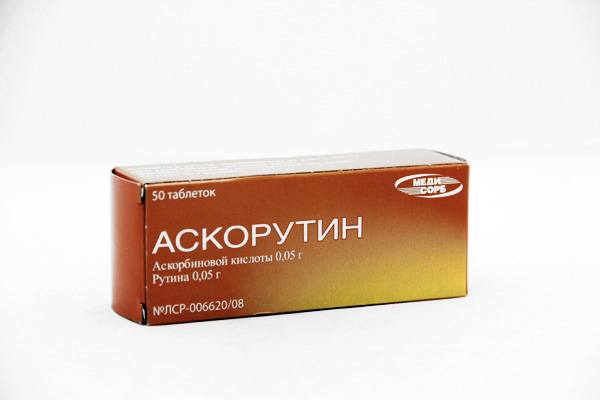 50 таблеток
МЕДИ
СОРБ
АСКОРУТИН
Аскорбиновой кислоты 0,05 г
Рутина 0,05 г
№ЛСР-006620/08